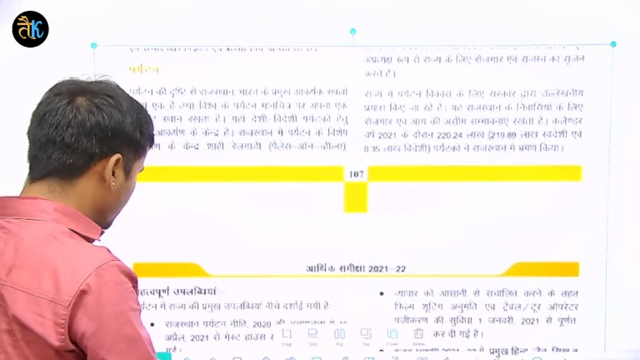 तैK
पर्यटन
पर्यटन की दृष्टि से राजस्थान, भारत के प्रमुख आकर्षक स्थलों
एक है तथा विश्व के पर्यटन मानचित्र पर अपना एक
स्थान रखता है। यहां देशी विदेशी पर्यटकों हेतु
आकर्षण के केन्द्र है। राजस्थान में पर्यटन के विशेष
के केन्द्र शाही रेलगाड़ी (पैलेस-ऑन-व्हील)
अप्रत्यक्ष रूप से राज्य के लिए रोजगार एवं राजस्व का सृजन
करते है।
राज्य में पर्यटन विकास के लिए सरकार द्वारा उल्लेखनीय
प्रयास किए जा रहे है। यह राजस्थान के निवासियों के लिए
रोजगार एवं आय की असीम सम्भावनाए रखता है। कलैण्डर
वर्ष 2021 के दौरान 220.24 लाख (219.89 लाख स्वदेशी एवं
0.35 लाख विदेशी) पर्यटकों ने राजस्थान में भ्रमण किया।
107
आर्थिक समीक्षा 2021-22
महत्वपूर्ण उपलब्धियां:-
पर्यटन में राज्य की प्रमुख उपलब्धियां नीचे दर्शाई गयी है:
• राजस्थान पर्यटन नीति, 2020
अप्रैल, 2021 से गेस्ट हाउस
• व्यापार को आसानी से संचालित करने के तहत
फिल्म शूटिंग अनुमति एवं ट्रैवल/टूर ऑपरेटर
पंजीकरण की सुविधा 1 जनवरी, 2021 से पूर्णतः
कर दी गई है।